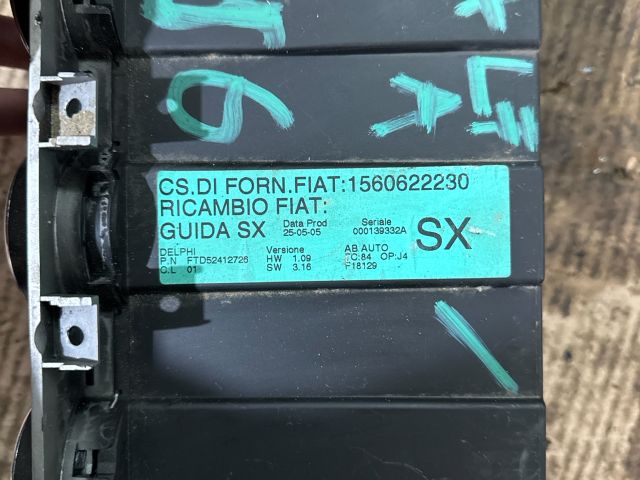 CS.DI FORN.FIAT:1560622230
RICAMBIO FIAT:
GUIDA SX Data Prod 25-05-05 Seriale 000139332A SX
DELPHI Versione AB.AUTO
P.N FTD52412726 HW 1.09 TC:84 OP:J4
Q.L 01 SW 3.16 F18129